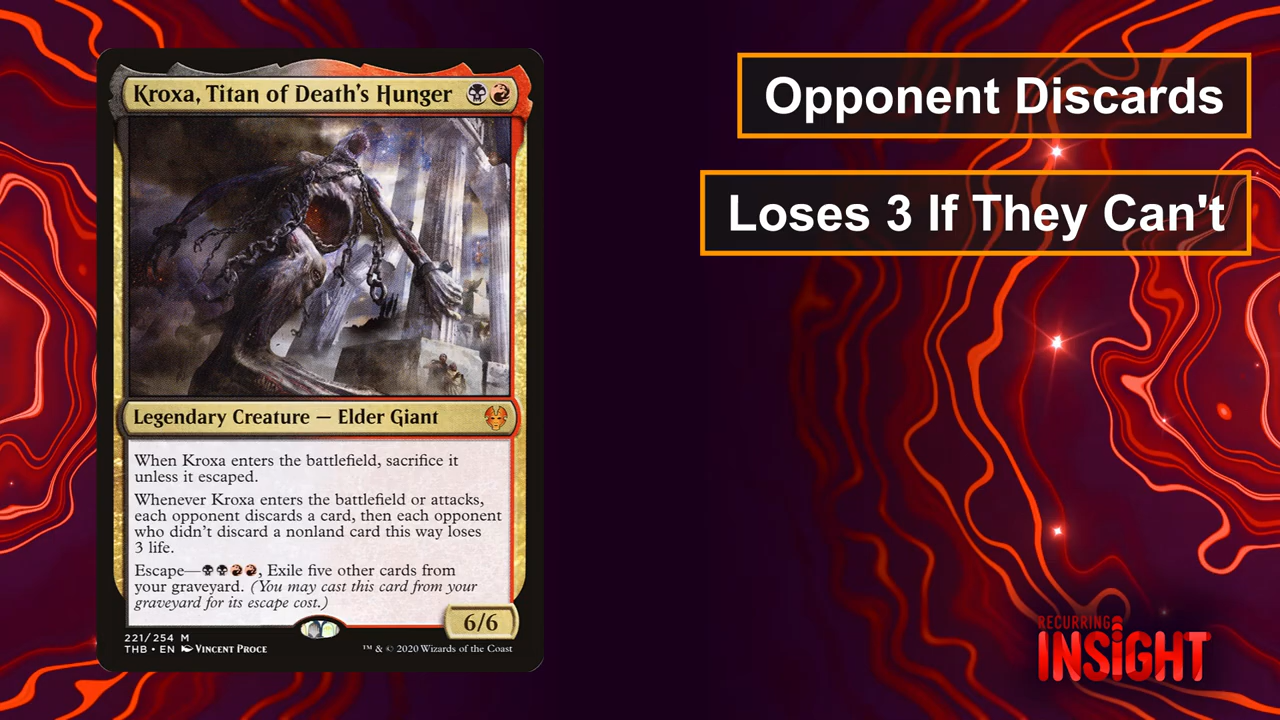 Kroxa, Titan of Death's Hunger
Legendary Creature — Elder Giant
When Kroxa enters the battlefield, sacrifice it
unless it escaped.
Whenever Kroxa enters the battlefield or attacks,
each opponent discards a card, then each opponent
who didn't discard a nonland card this way loses
3 life.
Escape—, Exile five other cards from
your graveyard. (You may cast this card from your
graveyard for its escape cost.)
6/6
221/254 M
THB • EN Vincent Proce
™ & © 2020 Wizards of the Coast
Opponent Discards
Loses 3 If They Can't
RECURRING
INSIGHT